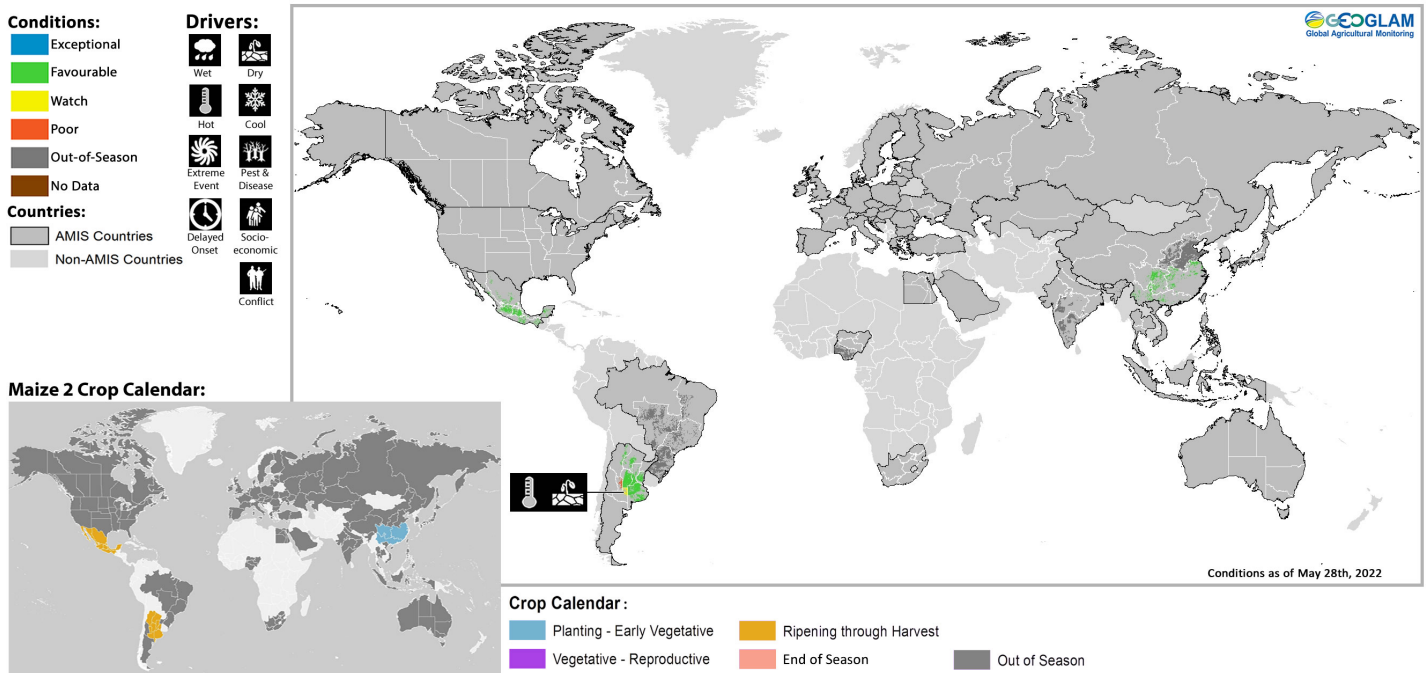 Conditions:
Exceptional
Favourable
Watch
Poor
Out-of-Season
No Data
Countries:
AMIS Countries
Non-AMIS Countries
Drivers:
Wet
Dry
Hot
Cool
Extreme
Event
Pest &
Disease
Delayed
Onset
Socio-
economic
Conflict
GEOGLAM
Global Agricultural Monitoring
Conditions as of May 28th, 2022
Maize 2 Crop Calendar:
Crop Calendar :
Planting - Early Vegetative
Ripening through Harvest
Vegetative - Reproductive
End of Season
Out of Season